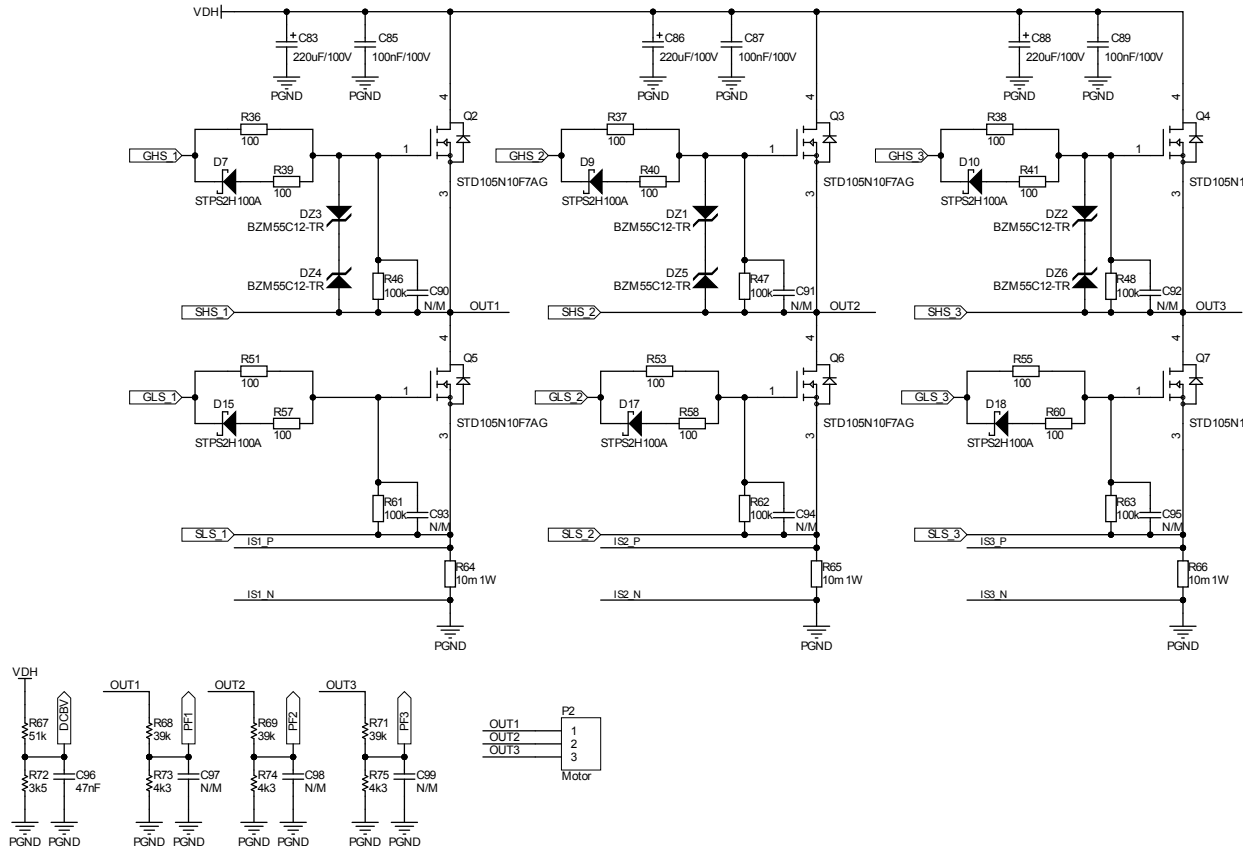 VDH
C83
220uF/100V
C85
100nF/100V
C86
220uF/100V
C87
100nF/100V
C88
220uF/100V
C89
100nF/100V
PGND
PGND
PGND
PGND
PGND
PGND
R36
100
4
Q2
R37
100
4
Q3
R38
100
4
Q4
GHS_1
1
GHS_2
1
GHS_3
1
D7
R39
100
STPS2H100A
3
STD105N10F7AG
D9
R40
100
STPS2H100A
3
STD105N10F7AG
D10
R41
100
STPS2H100A
3
STD105N1
DZ3
BZM55C12-TR
DZ1
BZM55C12-TR
DZ2
BZM55C12-TR
DZ4
BZM55C12-TR
R46
100k
C90
N/M
DZ5
BZM55C12-TR
R47
100k
C91
N/M
DZ6
BZM55C12-TR
R48
100k
C92
N/M
SHS_1
OUT1
SHS_2
OUT2
SHS_3
OUT3
R51
100
4
Q5
R53
100
4
Q6
R55
100
4
Q7
GLS_1
1
GLS_2
1
GLS_3
1
D15
R57
100
STPS2H100A
3
STD105N10F7AG
D17
R58
100
STPS2H100A
3
STD105N10F7AG
D18
R60
100
STPS2H100A
3
STD105N1
R61
100k
C93
N/M
R62
100k
C94
N/M
R63
100k
C95
N/M
SLS_1
SLS_2
SLS_3
IS1_P
IS2_P
IS3_P
R64
10m 1W
R65
10m 1W
R66
10m 1W
IS1_N
IS2_N
IS3_N
PGND
PGND
PGND
VDH
DCBV
R67
51k
R72
3k5
C96
47nF
PGND
PGND
OUT1
PF1
R68
39k
R73
4k3
C97
N/M
PGND
PGND
OUT2
PF2
R69
39k
R74
4k3
C98
N/M
PGND
PGND
OUT3
PF3
R71
39k
R75
4k3
C99
N/M
PGND
PGND
P2
OUT1
1
OUT2
2
OUT3
3
Motor